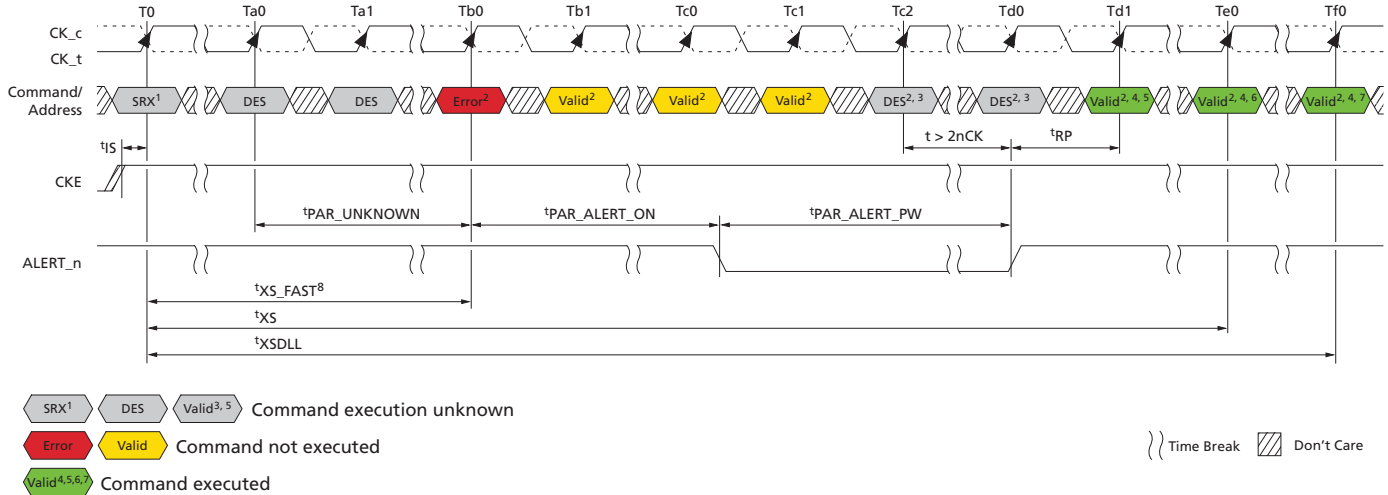 T0 Ta0 Ta1 Tb0 Tb1 Tc0 Tc1 Tc2 Td0 Td1 Te0 Tf0
CK_c
CK_t
Command/
Address
SRX¹ DES DES Error² Valid² Valid² Valid² DES²,³ DES²,³ Valid²,⁴,⁵ Valid²,⁴,⁶ Valid²,⁴,⁷
t > 2nCK ᵗRP
ᵗIS
CKE
ᵗPAR_UNKNOWN ᵗPAR_ALERT_ON ᵗPAR_ALERT_PW
ALERT_n
ᵗXS_FAST⁸
ᵗXS
ᵗXSDLL
SRX¹ DES Valid³,⁵ Command execution unknown
Error Valid Command not executed
Valid⁴,⁵,⁶,⁷ Command executed
Time Break Don't Care